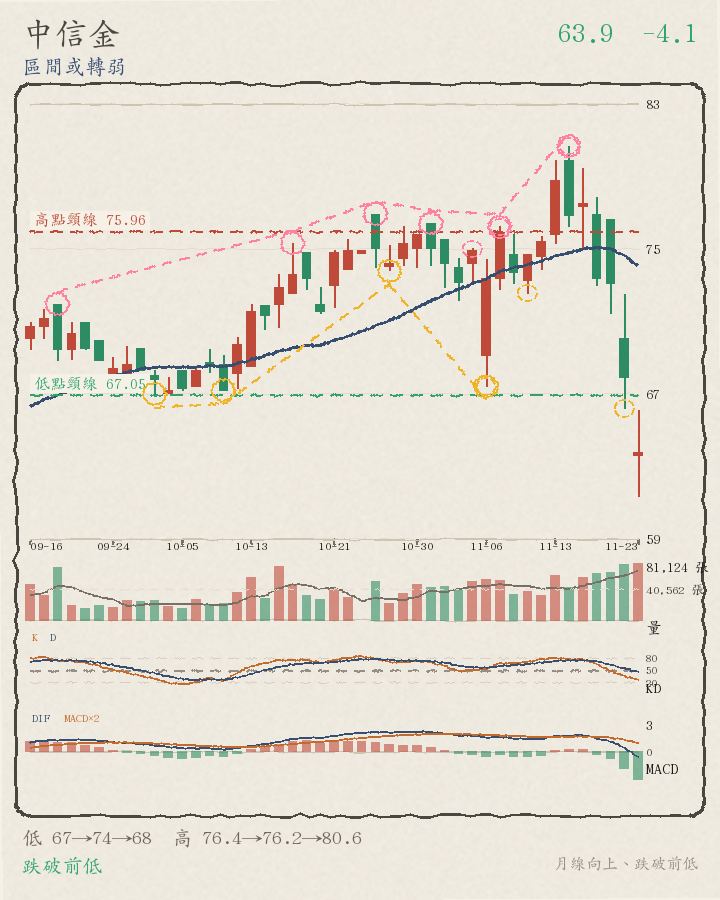 中信金
63.9 -4.1
區間或轉弱
83
高點頸線 75.96
75
低點頸線 67.05
67
59
09-16 09-24 10-05 10-13 10-21 10-30 11-06 11-13 11-23
81,124 張
40,562 張
量
K D
80
50
20
KD
DIF MACD×2
3
0
MACD
低 67→74→68 高 76.4→76.2→80.6
跌破前低
月線向上、跌破前低